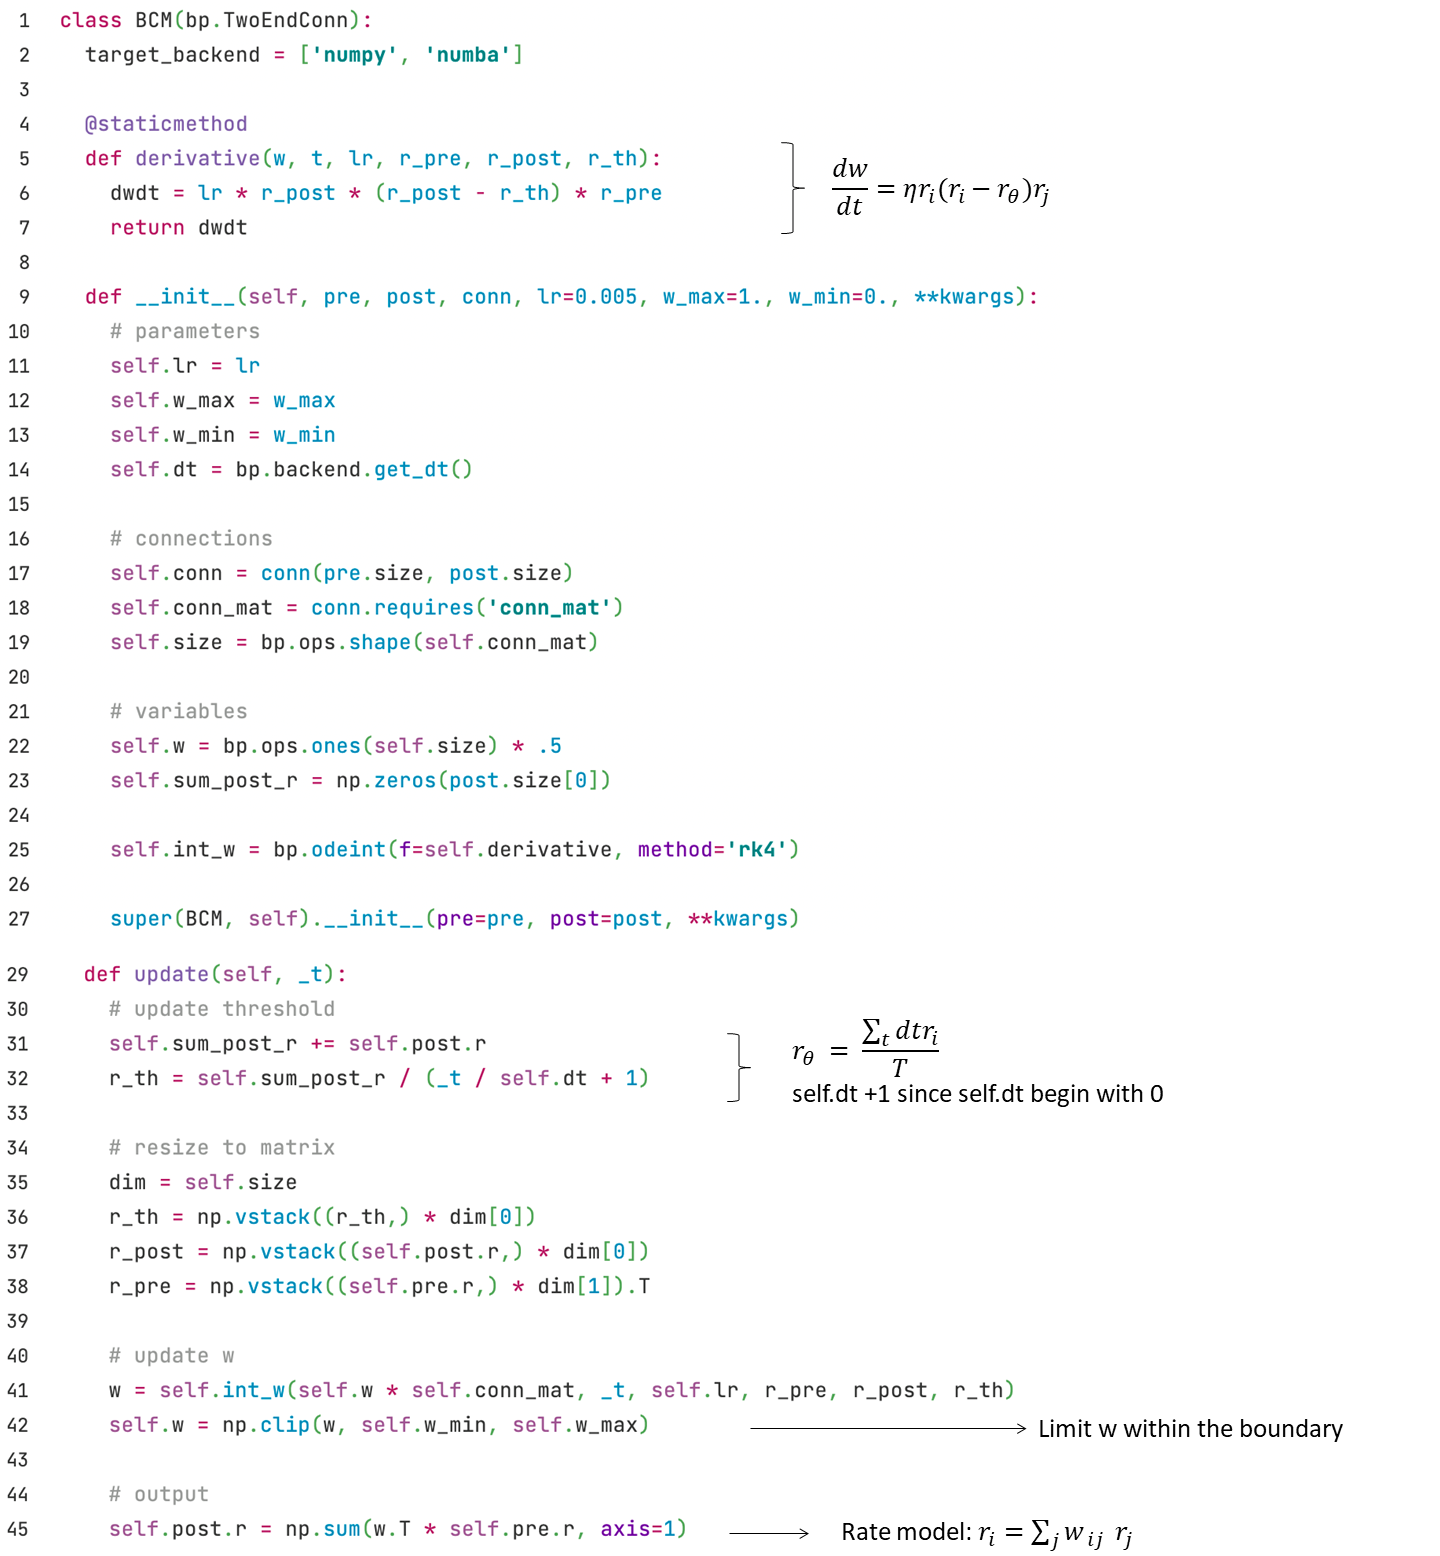 1 class BCM(bp.TwoEndConn):
2 target_backend = ['numpy', 'numba']
3
4 @staticmethod
5 def derivative(w, t, lr, r_pre, r_post, r_th):
6 dwdt = lr * r_post * (r_post - r_th) * r_pre
7 return dwdt
dw/dt = ηr_i(r_i − r_θ)r_j
8
9 def __init__(self, pre, post, conn, lr=0.005, w_max=1., w_min=0., **kwargs):
10 # parameters
11 self.lr = lr
12 self.w_max = w_max
13 self.w_min = w_min
14 self.dt = bp.backend.get_dt()
15
16 # connections
17 self.conn = conn(pre.size, post.size)
18 self.conn_mat = conn.requires('conn_mat')
19 self.size = bp.ops.shape(self.conn_mat)
20
21 # variables
22 self.w = bp.ops.ones(self.size) * .5
23 self.sum_post_r = np.zeros(post.size[0])
24
25 self.int_w = bp.odeint(f=self.derivative, method='rk4')
26
27 super(BCM, self).__init__(pre=pre, post=post, **kwargs)
29 def update(self, _t):
30 # update threshold
31 self.sum_post_r += self.post.r
32 r_th = self.sum_post_r / (_t / self.dt + 1)
r_θ = ∑_t dtr_i / T
self.dt +1 since self.dt begin with 0
33
34 # resize to matrix
35 dim = self.size
36 r_th = np.vstack((r_th,) * dim[0])
37 r_post = np.vstack((self.post.r,) * dim[0])
38 r_pre = np.vstack((self.pre.r,) * dim[1]).T
39
40 # update w
41 w = self.int_w(self.w * self.conn_mat, _t, self.lr, r_pre, r_post, r_th)
42 self.w = np.clip(w, self.w_min, self.w_max)
Limit w within the boundary
43
44 # output
45 self.post.r = np.sum(w.T * self.pre.r, axis=1)
Rate model: r_i = ∑_j w_ij r_j